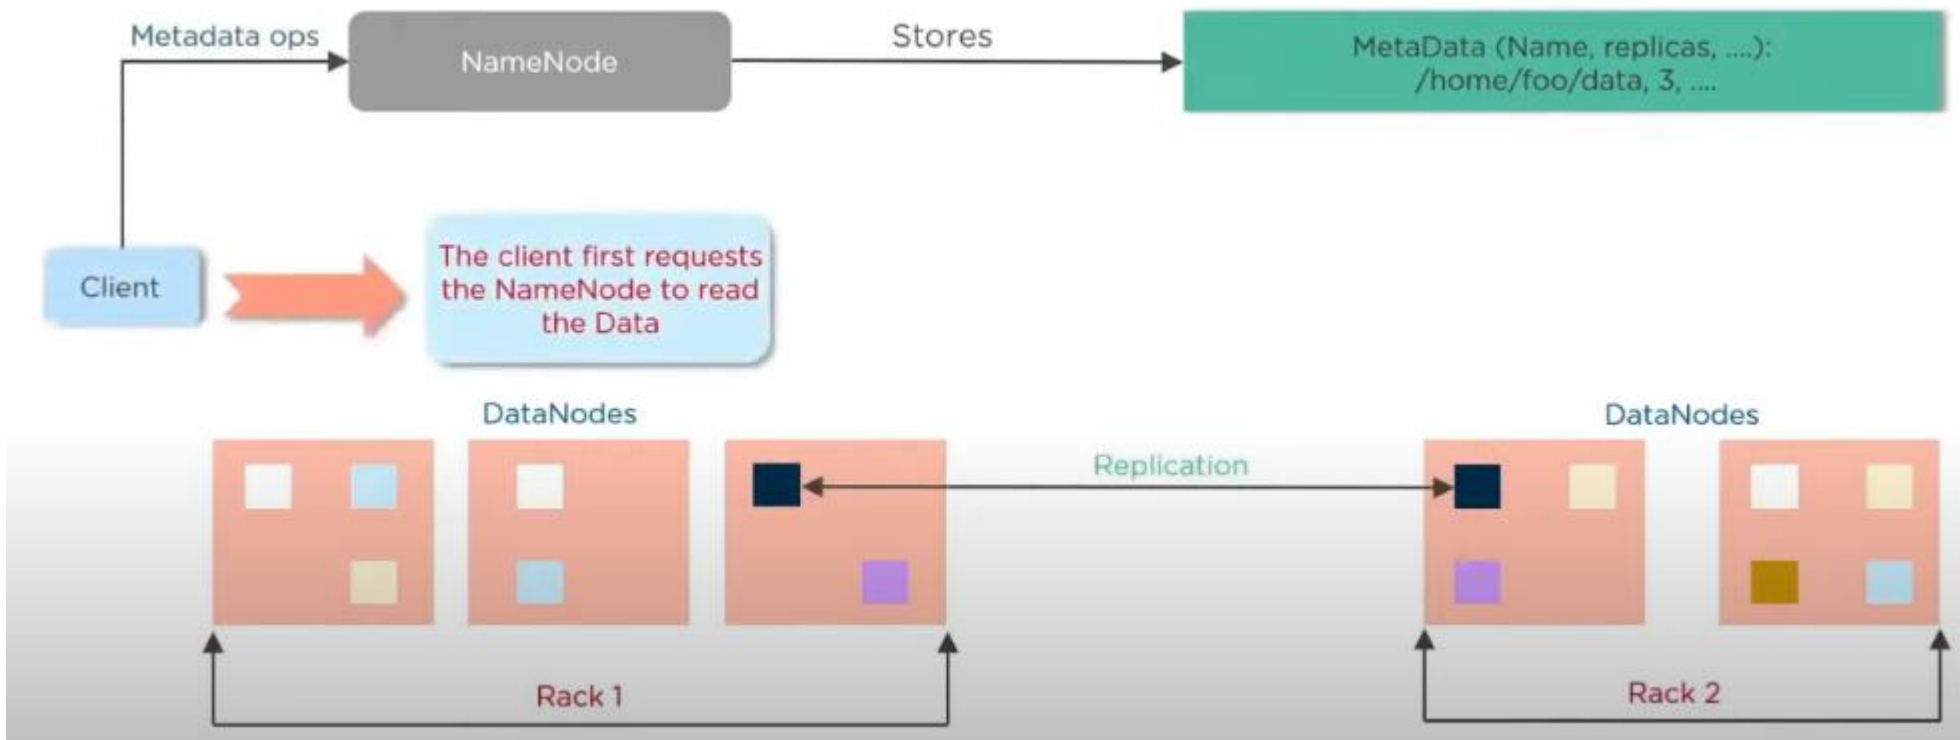 Metadata ops
NameNode
Stores
MetaData (Name, replicas, ....):
/home/foo/data, 3, ....
Client
The client first requests
the NameNode to read
the Data
DataNodes
DataNodes
Replication
Rack 1
Rack 2